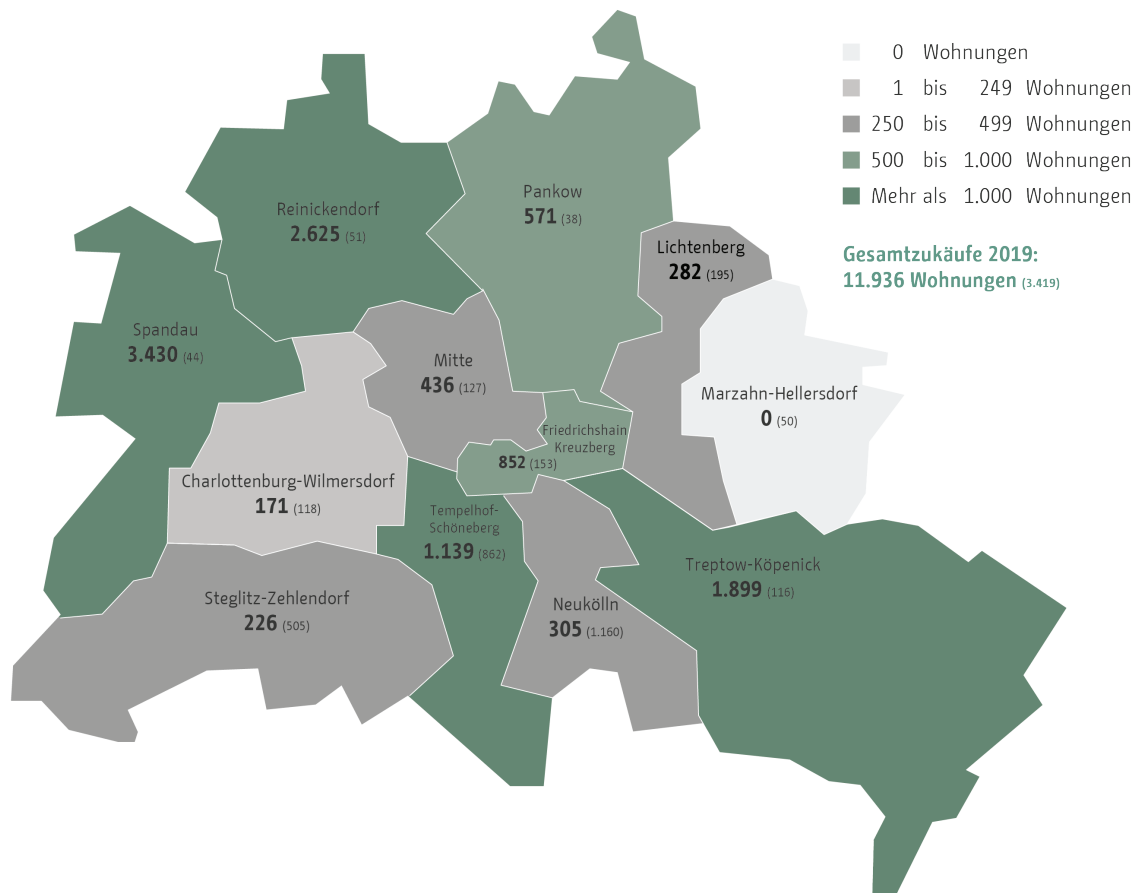 0 Wohnungen
1 bis 249 Wohnungen
250 bis 499 Wohnungen
500 bis 1.000 Wohnungen
Mehr als 1.000 Wohnungen
Gesamtzukäufe 2019:
11.936 Wohnungen (3.419)
Pankow
571 (38)
Reinickendorf
2.625 (51)
Lichtenberg
282 (195)
Spandau
3.430 (44)
Mitte
436 (127)
Marzahn-Hellersdorf
0 (50)
Friedrichshain
Kreuzberg
852 (153)
Charlottenburg-Wilmersdorf
171 (118)
Tempelhof-
Schöneberg
1.139 (862)
Treptow-Köpenick
1.899 (116)
Steglitz-Zehlendorf
226 (505)
Neukölln
305 (1.160)